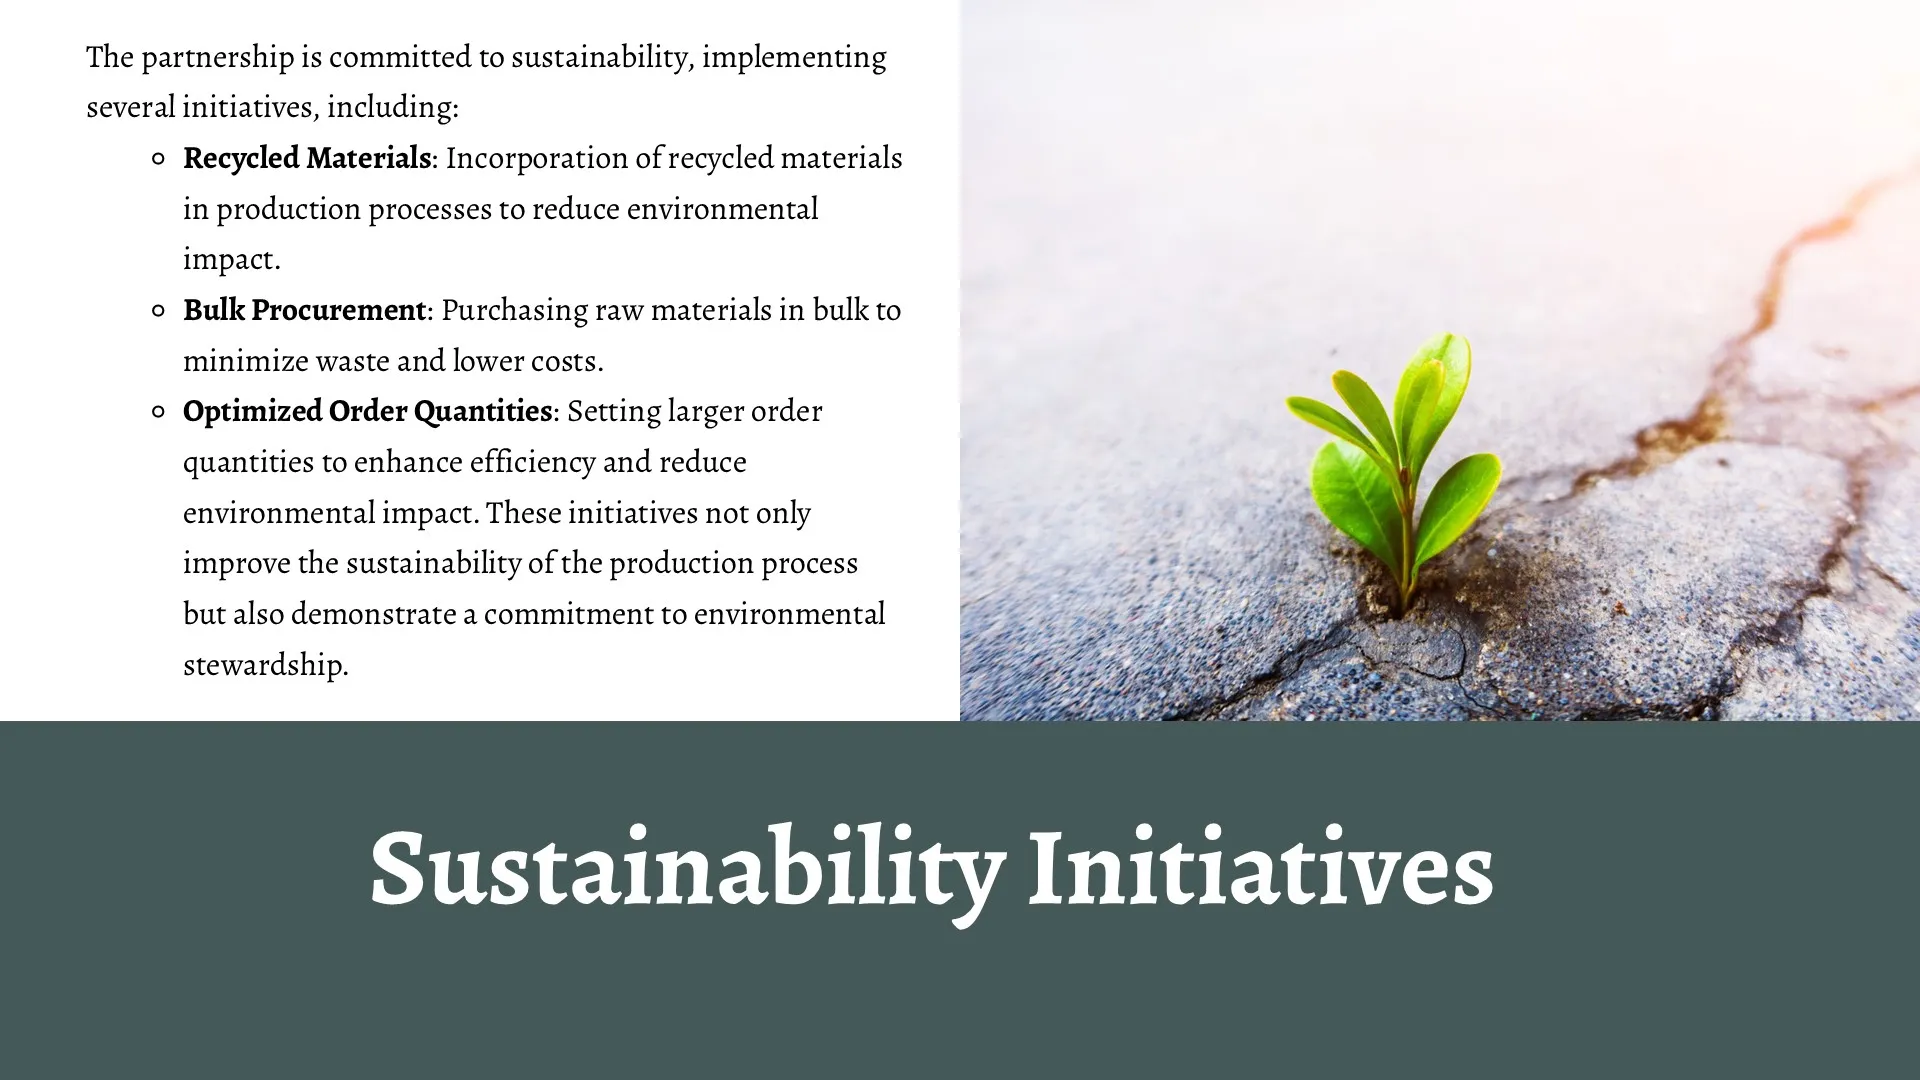 The partnership is committed to sustainability, implementing
several initiatives, including:
Recycled Materials: Incorporation of recycled materials
in production processes to reduce environmental
impact.
Bulk Procurement: Purchasing raw materials in bulk to
minimize waste and lower costs.
Optimized Order Quantities: Setting larger order
quantities to enhance efficiency and reduce
environmental impact. These initiatives not only
improve the sustainability of the production process
but also demonstrate a commitment to environmental
stewardship.
Sustainability Initiatives